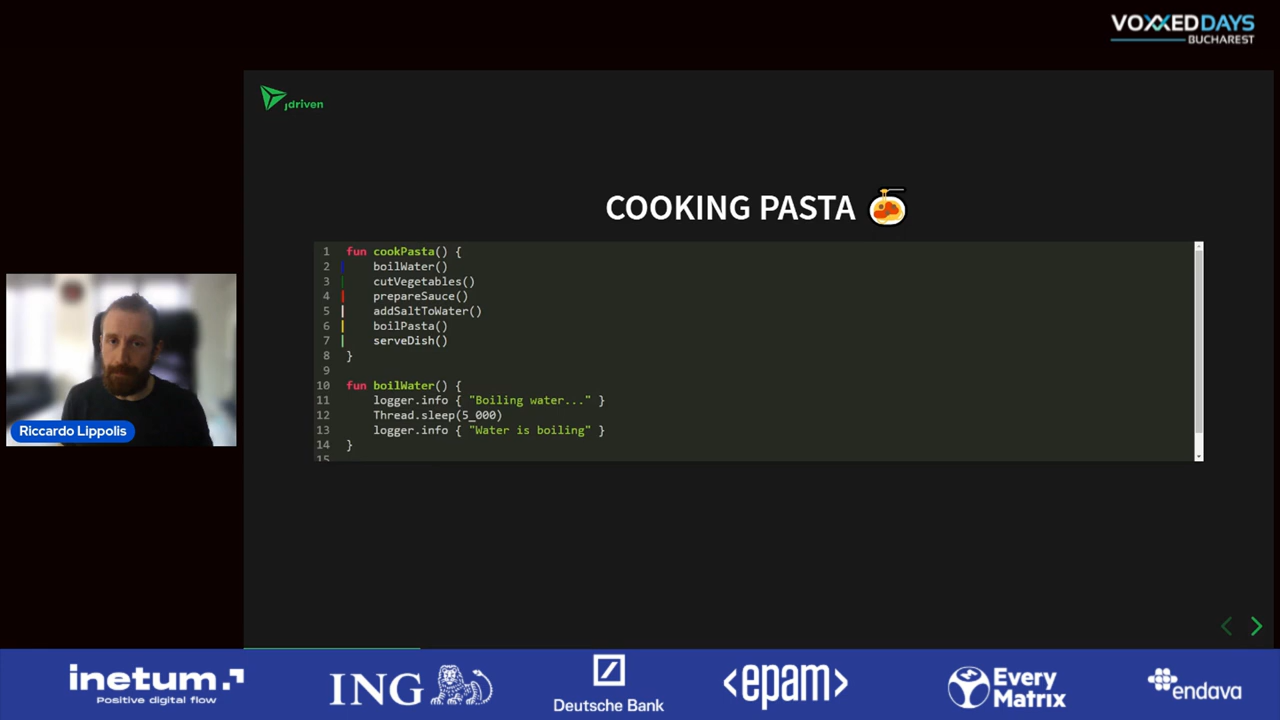 VOXXED DAYS
BUCHAREST
jdriven
COOKING PASTA
1 fun cookPasta() {
2     boilWater()
3     cutVegetables()
4     prepareSauce()
5     addSaltToWater()
6     boilPasta()
7     serveDish()
8 }
9
10 fun boilWater() {
11     logger.info { "Boiling water..." }
12     Thread.sleep(5_000)
13     logger.info { "Water is boiling" }
14 }
15
Riccardo Lippolis
inetum.
Positive digital flow
ING
Deutsche Bank
<epam>
Every
Matrix
endava